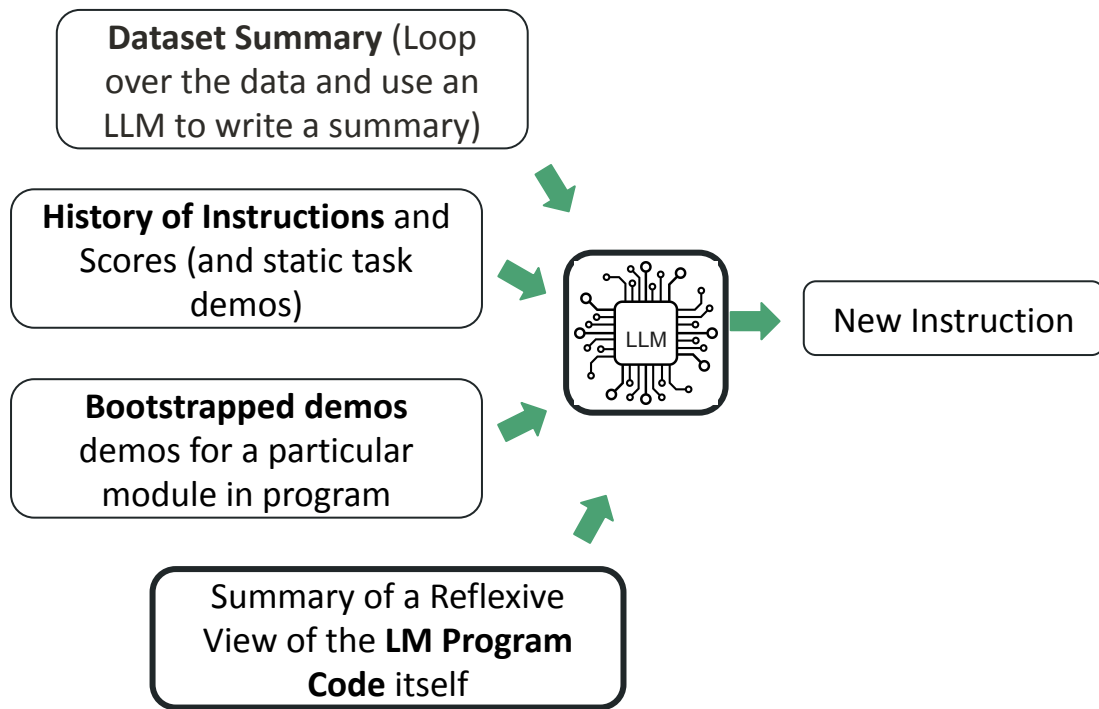 Dataset Summary (Loop
over the data and use an
LLM to write a summary)
History of Instructions and
Scores (and static task
demos)
Bootstrapped demos
demos for a particular
module in program
Summary of a Reflexive
View of the LM Program
Code itself
LLM
New Instruction